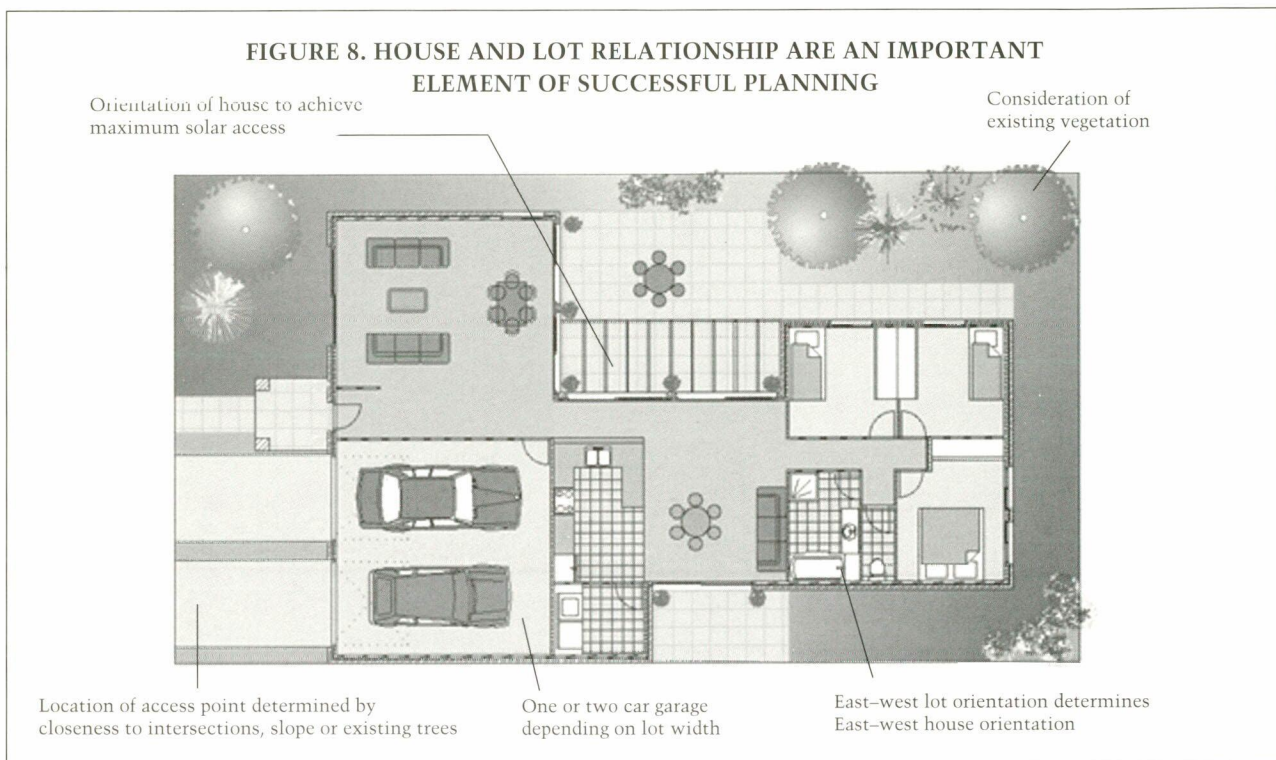 FIGURE 8. HOUSE AND LOT RELATIONSHIP ARE AN IMPORTANT
ELEMENT OF SUCCESSFUL PLANNING
Orientation of house to achieve
maximum solar access
Consideration of
existing vegetation
Location of access point determined by
closeness to intersections, slope or existing trees
One or two car garage
depending on lot width
East–west lot orientation determines
East–west house orientation